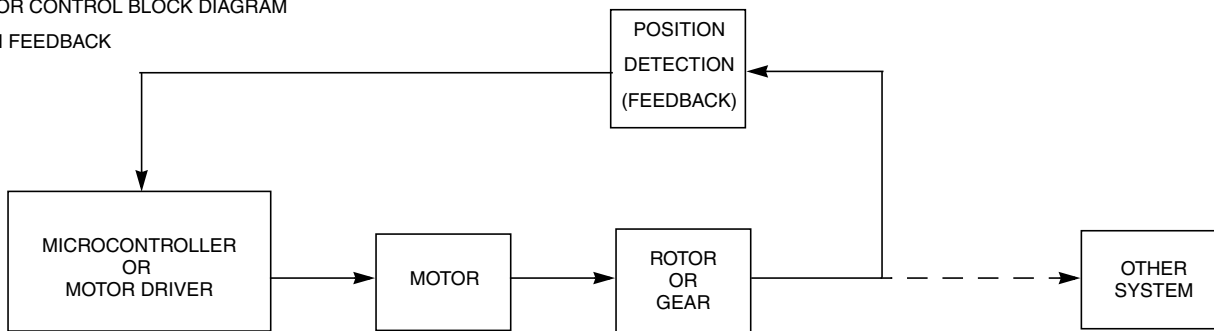 OR CONTROL BLOCK DIAGRAM
FEEDBACK
POSITION
DETECTION
(FEEDBACK)
MICROCONTROLLER
OR
MOTOR DRIVER
MOTOR
ROTOR
OR
GEAR
OTHER
SYSTEM